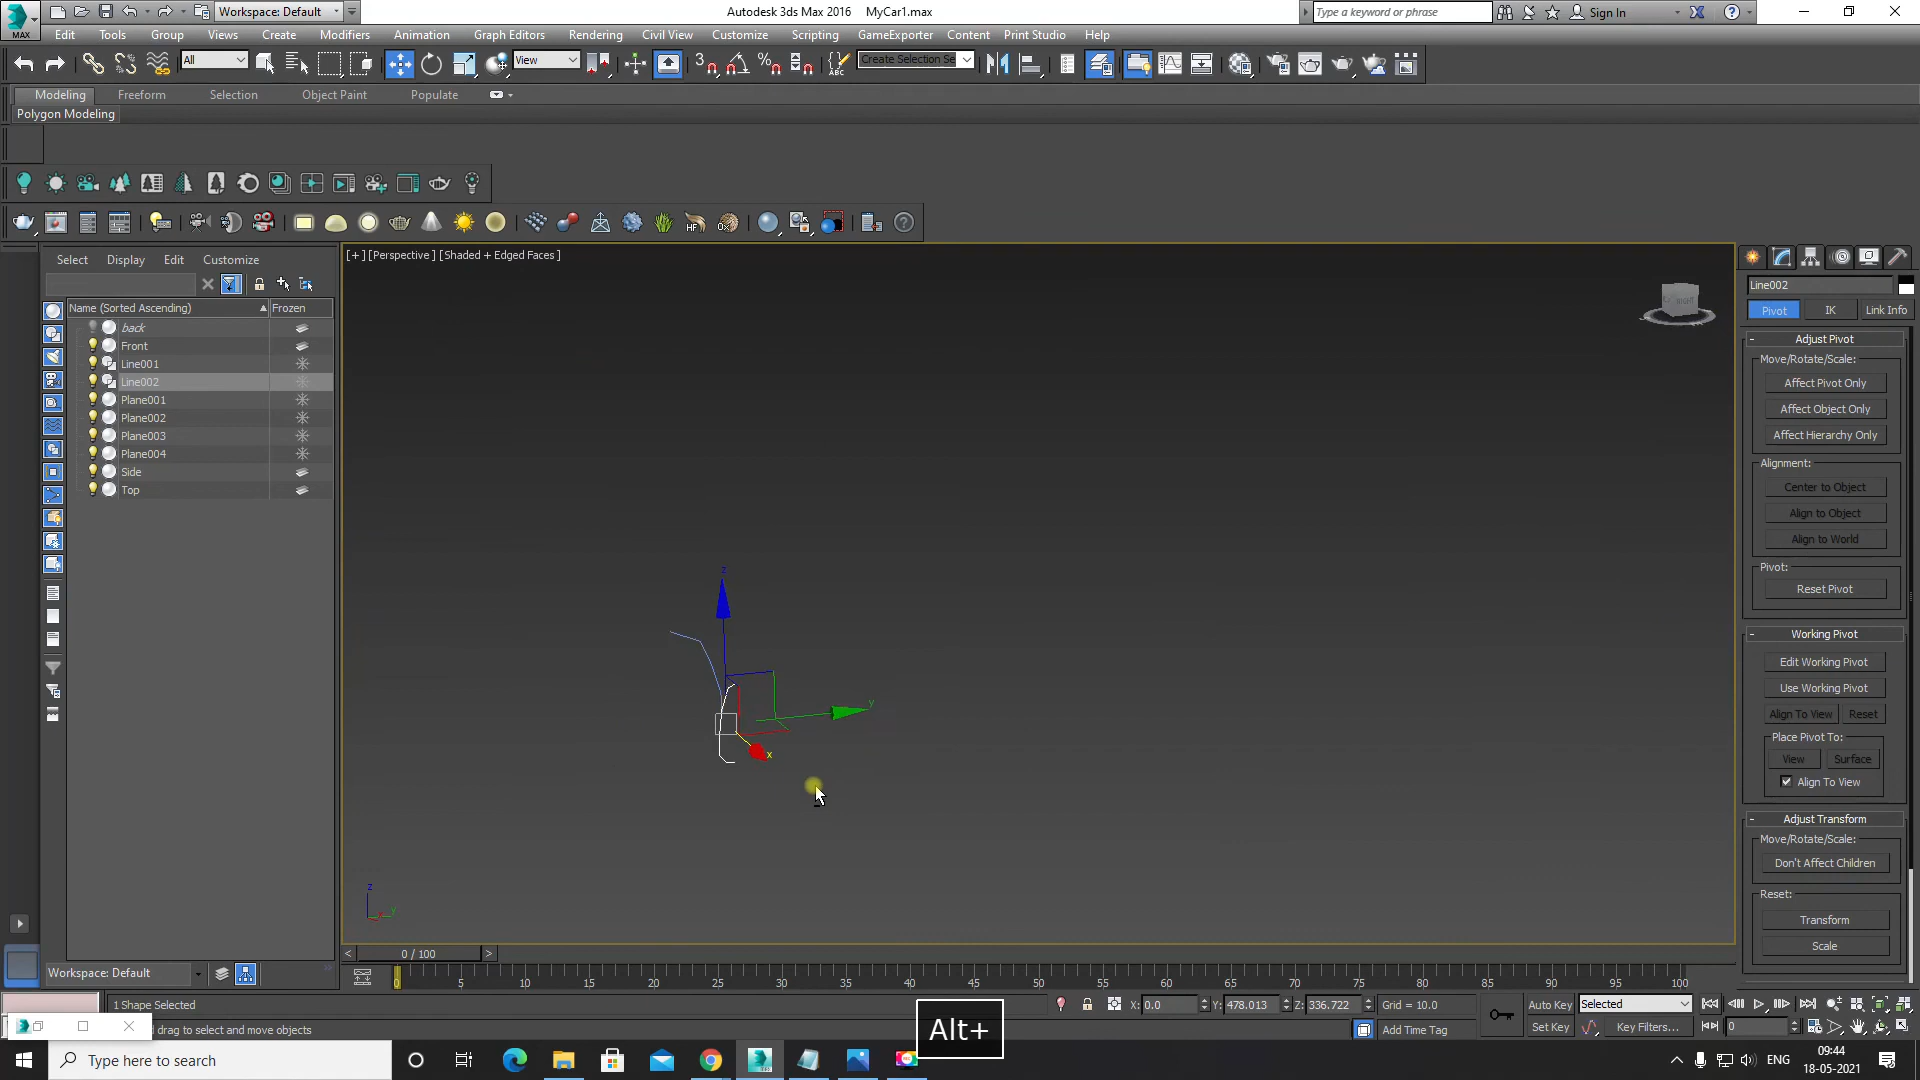 Workspace: Default
Autodesk 3ds Max 2016 MyCar1.max
Type here a keyword or phrase
Sign In
MAX
Edit Tools Group Views Create Modifiers Animation Graph Editors Rendering Civil View Customize Scripting GameExporter Content Print Studio Help
All
View
Create Selection Se
Modeling Freeform Selection Object Paint Populate
Polygon Modeling
Select Display Edit Customize
Name (Sorted Ascending) Frozen
back
Front
Line001
Line002
Plane001
Plane002
Plane003
Plane004
Side
Top
[+] [Perspective] [Shaded + Edged Faces]
RIGHT
z
y
x
Line002
Pivot IK Link Info
Adjust Pivot
Move/Rotate/Scale:
Affect Pivot Only
Affect Object Only
Affect Hierarchy Only
Alignment:
Center to Object
Align to Object
Align to World
Pivot:
Reset Pivot
Working Pivot
Edit Working Pivot
Use Working Pivot
Align To View Reset
Place Pivot To:
View Surface
Align To View
Adjust Transform
Move/Rotate/Scale:
Don't Affect Children
Reset:
Transform
Scale
0 / 100
Workspace: Default
0 5 10 15 20 25 30 35 40 45 50 55 60 65 70 75 80 85 90 95 100
1 Shape Selected
X: 0.0 Y: 478.013 Z: 336.722 Grid = 10.0
Auto Key Selected
drag to select and move objects
Add Time Tag
Set Key Key Filters...
0
Alt+
Type here to search
ENG
09:44
18-05-2021